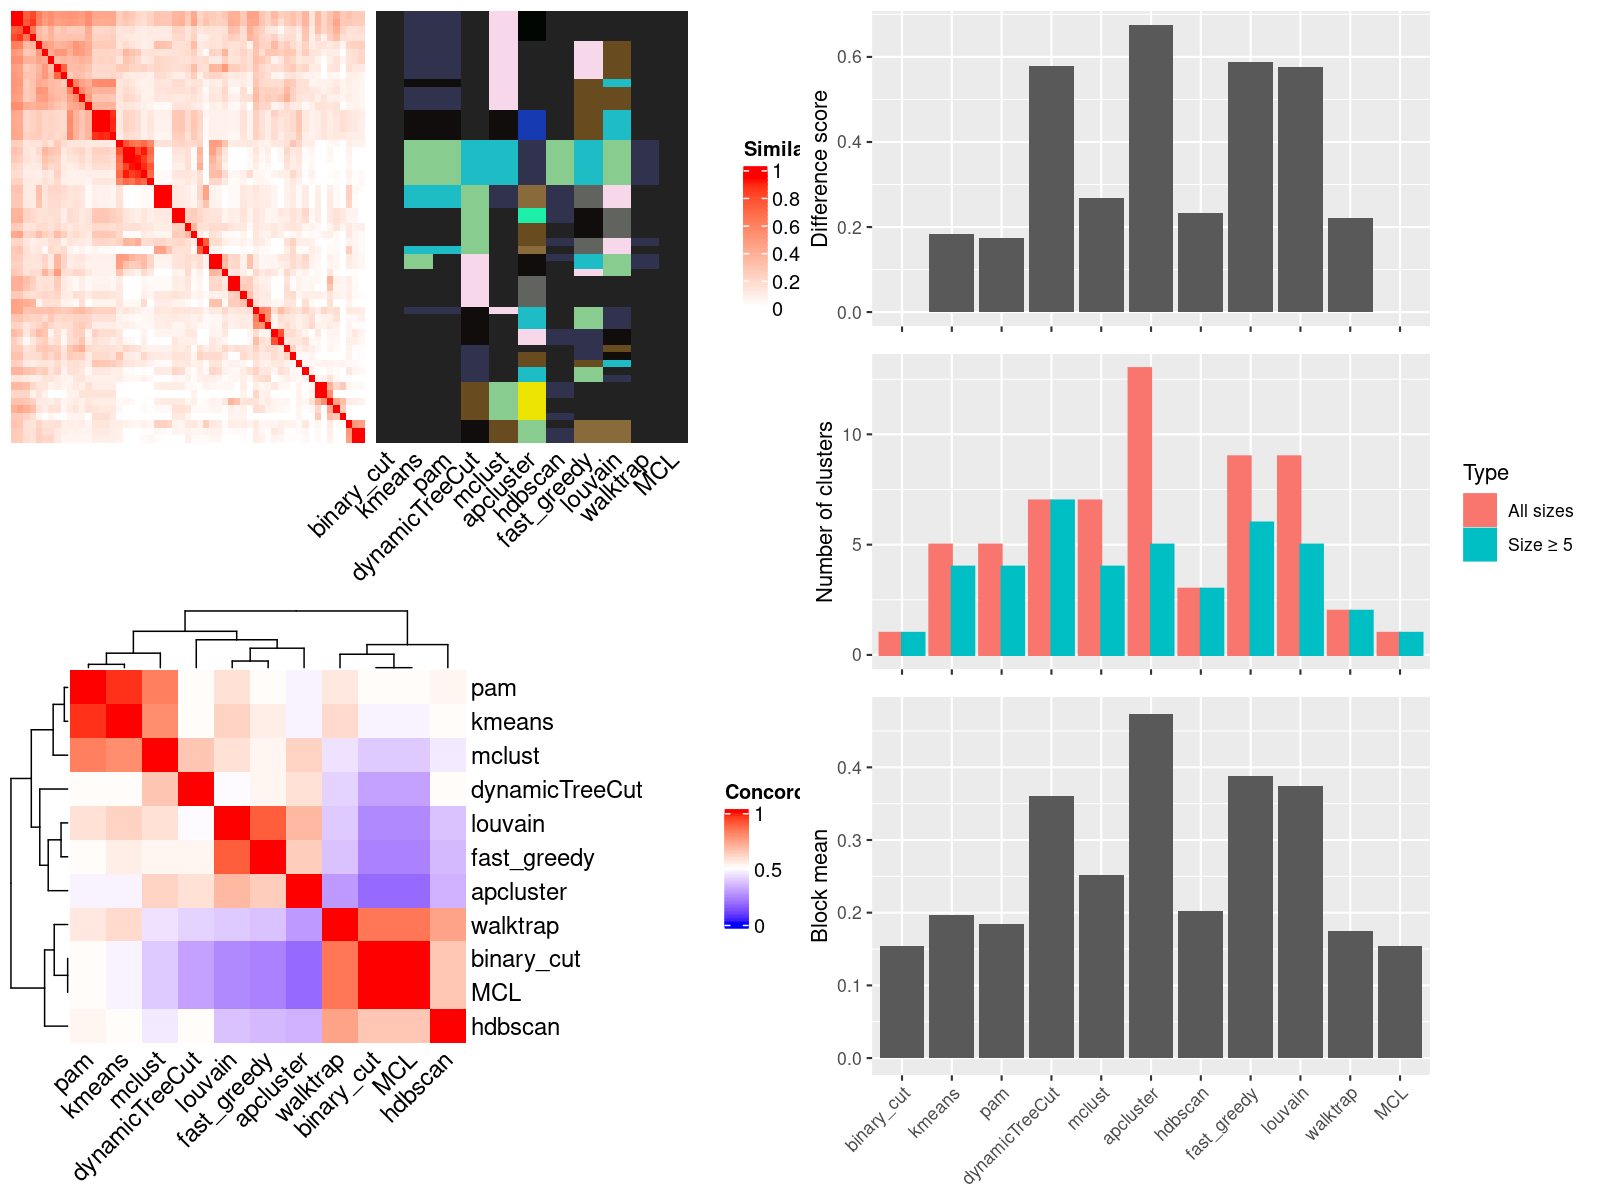 Simila
1
0.8
0.6
0.4
0.2
0
binary_cut
kmeans
pam
dynamicTreeCut
mclust
apcluster
hdbscan
fast_greedy
louvain
walktrap
MCL
pam
kmeans
mclust
dynamicTreeCut
louvain
fast_greedy
apcluster
walktrap
binary_cut
MCL
hdbscan
pam
kmeans
mclust
dynamicTreeCut
louvain
fast_greedy
apcluster
walktrap
binary_cut
MCL
hdbscan
Concord
1
0.5
0
Difference score
0.6
0.4
0.2
0.0
Number of clusters
10
5
0
Type
All sizes
Size ≥ 5
Block mean
0.4
0.3
0.2
0.1
0.0
binary_cut
kmeans
pam
dynamicTreeCut
mclust
apcluster
hdbscan
fast_greedy
louvain
walktrap
MCL